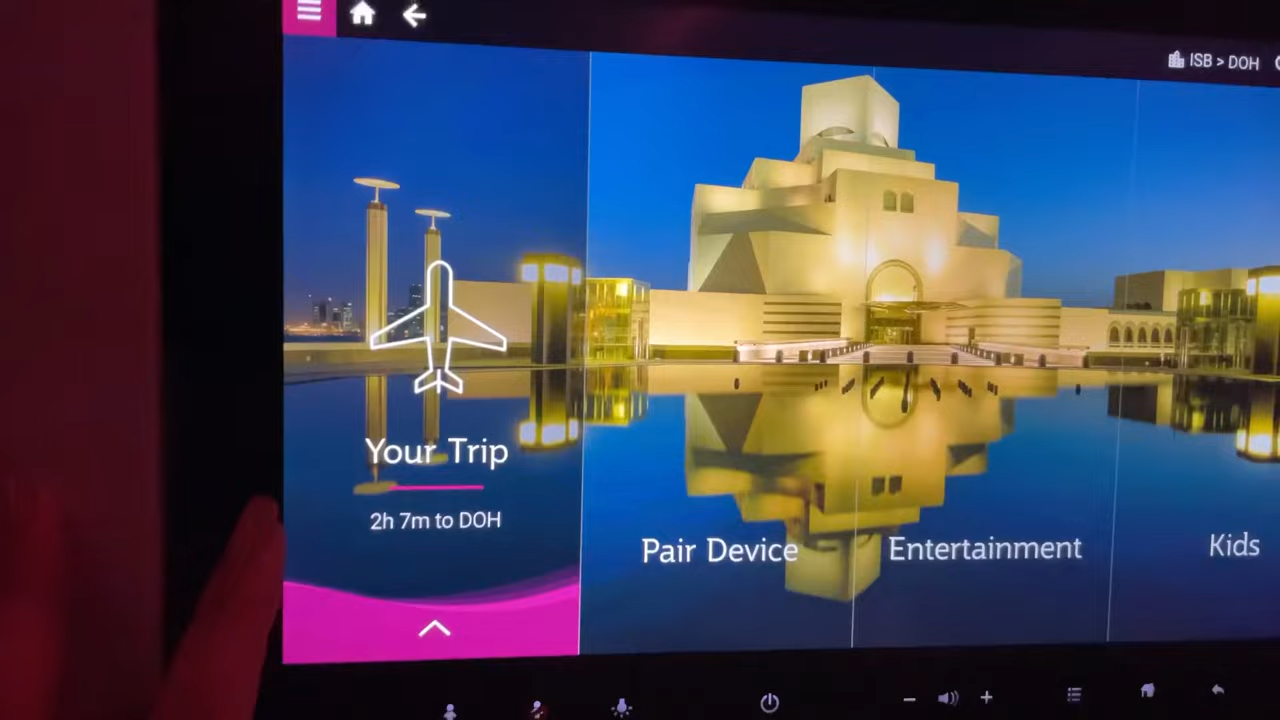 ISB > DOH
Your Trip
2h 7m to DOH
Pair Device
Entertainment
Kids